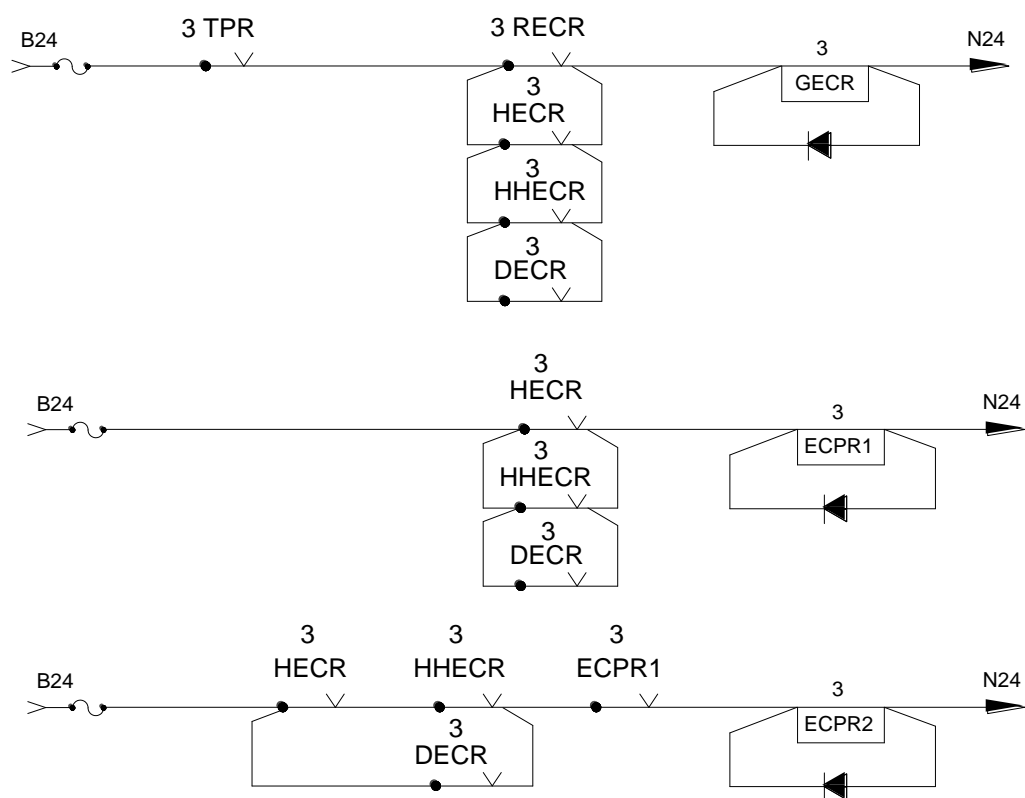 B24
3 TPR
3 RECR
3
GECR
N24
3
HECR
3
HHECR
3
DECR
B24
3
HECR
3
ECPR1
N24
3
HHECR
3
DECR
B24
3
HECR
3
HHECR
3
ECPR1
3
ECPR2
N24
3
DECR